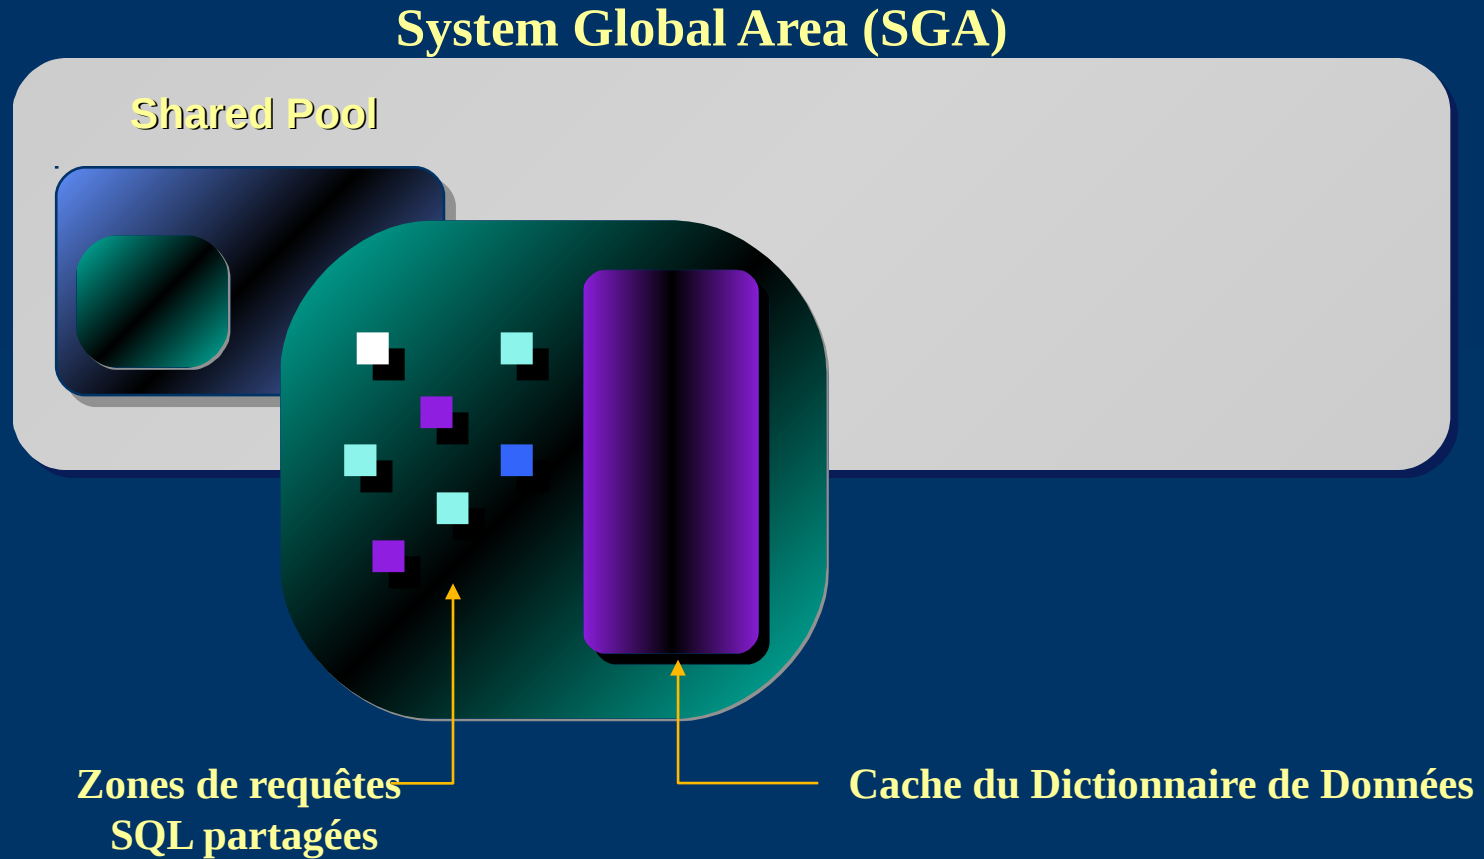 System Global Area (SGA)
Shared Pool
Zones de requêtes
SQL partagées
Cache du Dictionnaire de Données